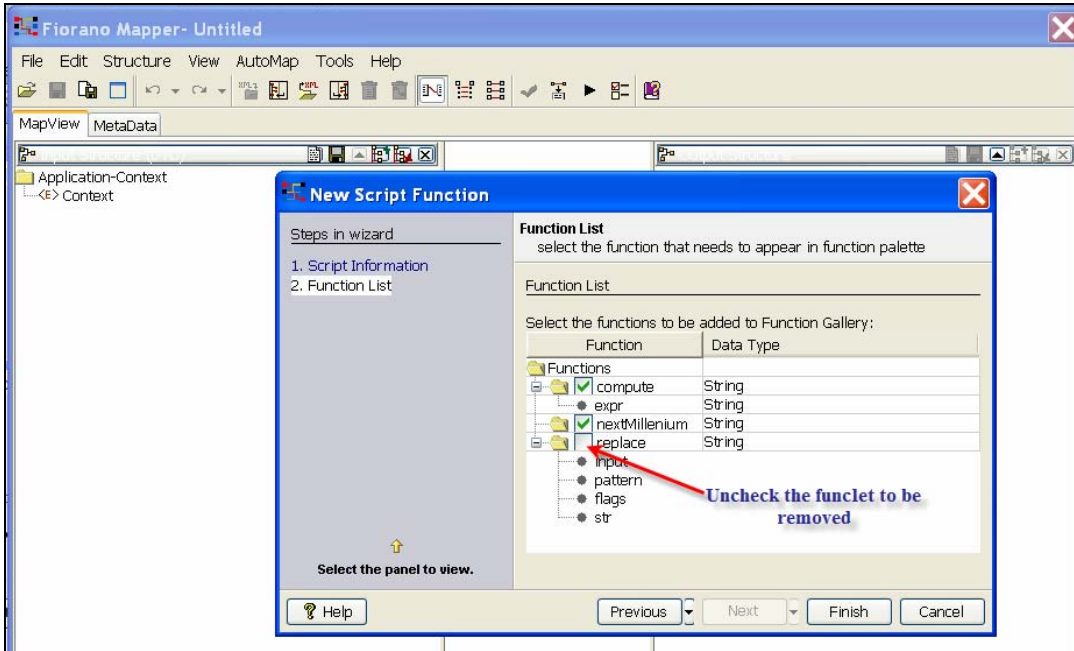 Fiorano Mapper- Untitled
File Edit Structure View AutoMap Tools Help
MapView MetaData
Application-Context
<E> Context
New Script Function
Steps in wizard
1. Script Information
2. Function List
Select the panel to view.
Function List
select the function that needs to appear in function palette
Function List
Select the functions to be added to Function Gallery:
Function Data Type
Functions
compute String
expr String
nextMillenium String
replace String
input
pattern
flags
str
Uncheck the funclet to be
removed
Help Previous Next Finish Cancel